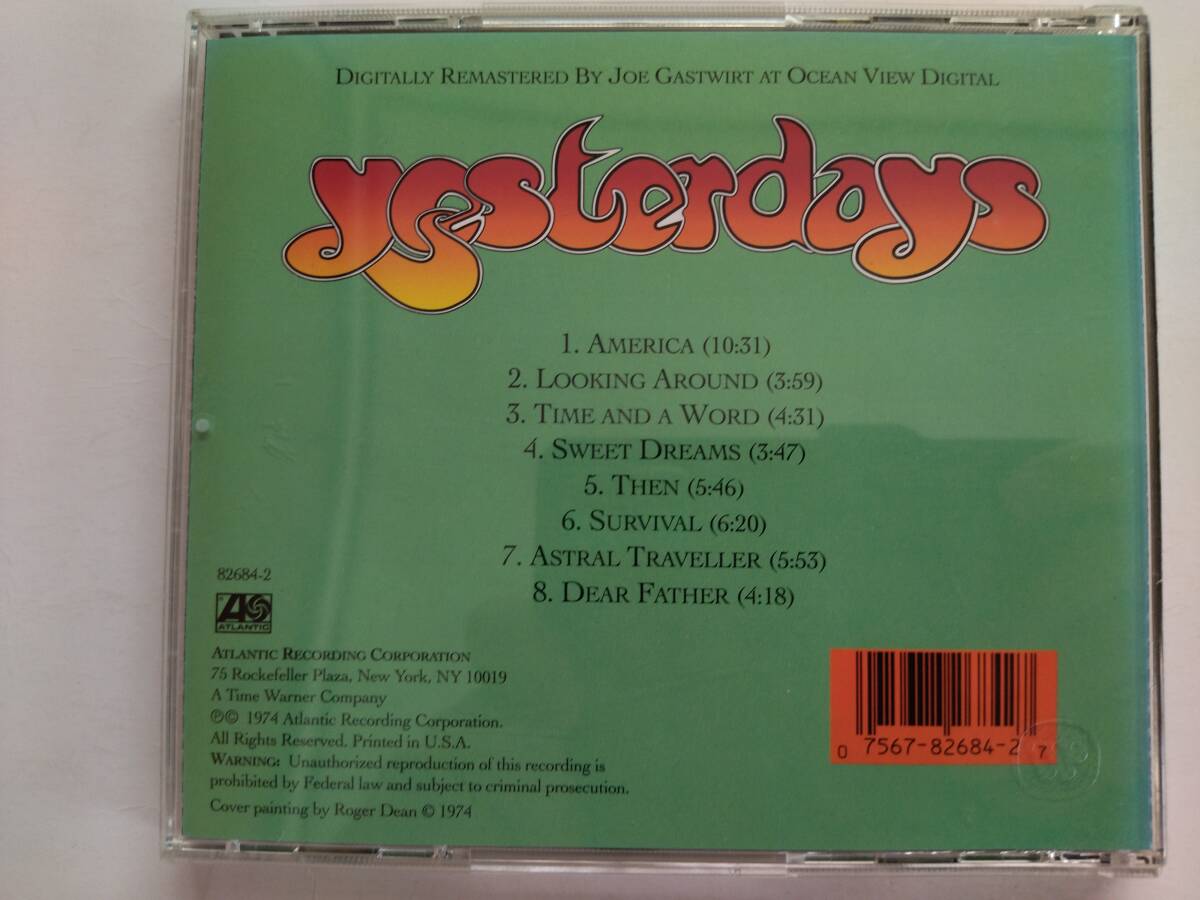 DIGITALLY REMASTERED BY JOE GASTWIRT AT OCEAN VIEW DIGITAL
yesterdays
1. AMERICA (10:31)
2. LOOKING AROUND (3:59)
3. TIME AND A WORD (4:31)
4. SWEET DREAMS (3:47)
5. THEN (5:46)
6. SURVIVAL (6:20)
7. ASTRAL TRAVELLER (5:53)
8. DEAR FATHER (4:18)
82684-2
ATLANTIC
ATLANTIC RECORDING CORPORATION
75 Rockefeller Plaza, New York, NY 10019
A Time Warner Company
℗© 1974 Atlantic Recording Corporation.
All Rights Reserved. Printed in U.S.A.
WARNING: Unauthorized reproduction of this recording is
prohibited by Federal law and subject to criminal prosecution.
Cover painting by Roger Dean © 1974
0 7567-82684-2 7